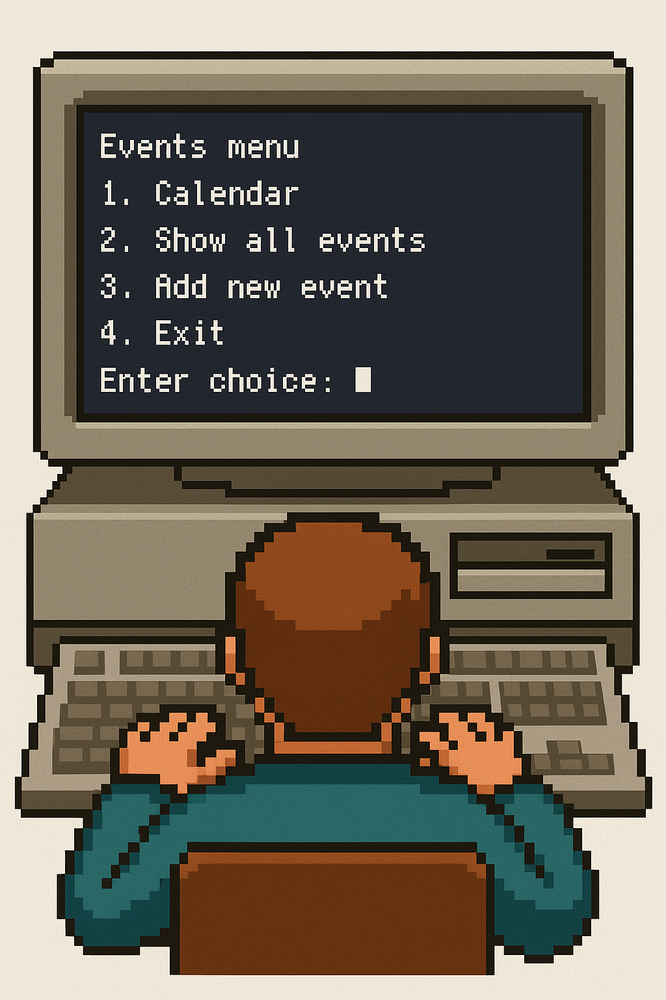 Events menu
1. Calendar
2. Show all events
3. Add new event
4. Exit
Enter choice: